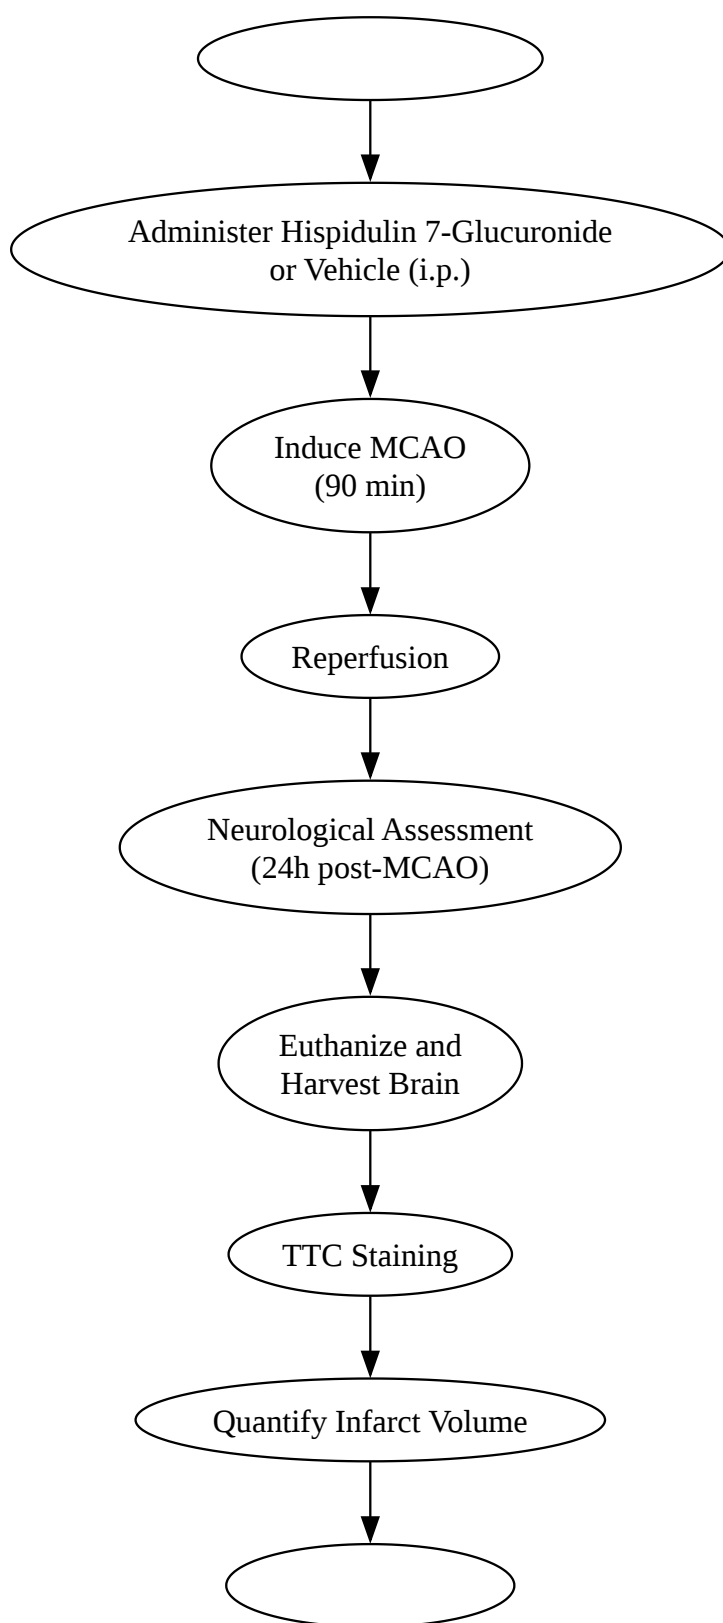 Administer Hispidulin 7-Glucuronide
or Vehicle (i.p.)
Induce MCAO
(90 min)
Reperfusion
Neurological Assessment
(24h post-MCAO)
Euthanize and
Harvest Brain
TTC Staining
Quantify Infarct Volume